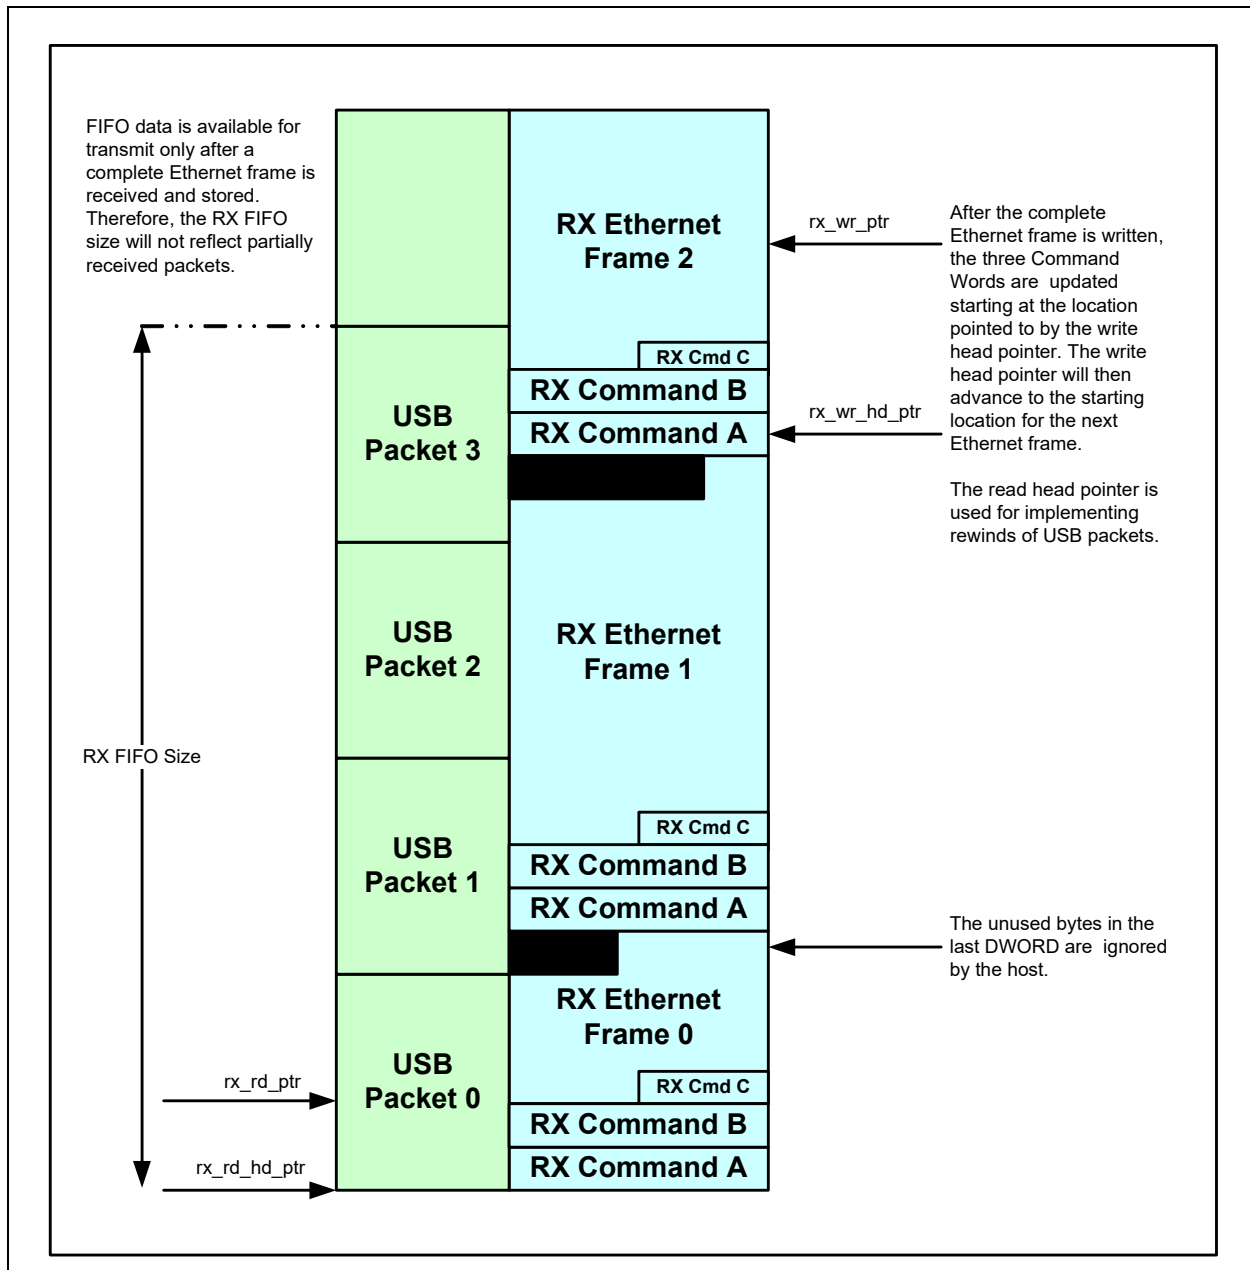 FIFO data is available for
transmit only after a
complete Ethernet frame is
received and stored.
Therefore, the RX FIFO
size will not reflect partially
received packets.
RX FIFO Size
rx_rd_ptr
rx_rd_hd_ptr
USB
Packet 3
USB
Packet 2
USB
Packet 1
USB
Packet 0
RX Ethernet
Frame 2
RX Cmd C
RX Command B
RX Command A
RX Ethernet
Frame 1
RX Cmd C
RX Command B
RX Command A
RX Ethernet
Frame 0
RX Cmd C
RX Command B
RX Command A
rx_wr_ptr
rx_wr_hd_ptr
After the complete
Ethernet frame is written,
the three Command
Words are updated
starting at the location
pointed to by the write
head pointer. The write
head pointer will then
advance to the starting
location for the next
Ethernet frame.
The read head pointer is
used for implementing
rewinds of USB packets.
The unused bytes in the
last DWORD are ignored
by the host.